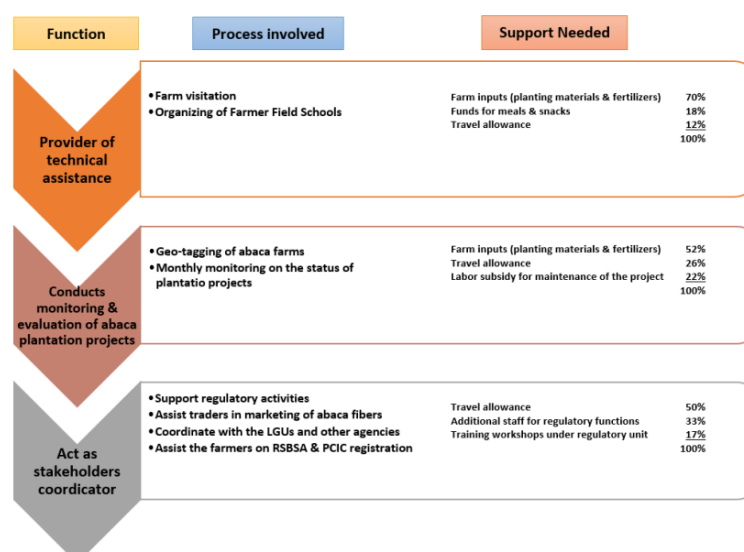 Function
Process involved
Support Needed
Provider of
technical
assistance
•Farm visitation
•Organizing of Farmer Field Schools
Farm inputs (planting materials & fertilizers) 70%
Funds for meals & snacks 18%
Travel allowance 12%
100%
Conducts
monitoring &
evaluation of abaca
plantation projects
•Geo-tagging of abaca farms
•Monthly monitoring on the status of
plantatio projects
Farm inputs (planting materials & fertilizers) 52%
Travel allowance 26%
Labor subsidy for maintenance of the project 22%
100%
Act as
stakeholders
coordicator
•Support regulatory activities
•Assist traders in marketing of abaca fibers
•Coordinate with the LGUs and other agencies
•Assist the farmers on RSBSA & PCIC registration
Travel allowance 50%
Additional staff for regulatory functions 33%
Training workshops under regulatory unit 17%
100%